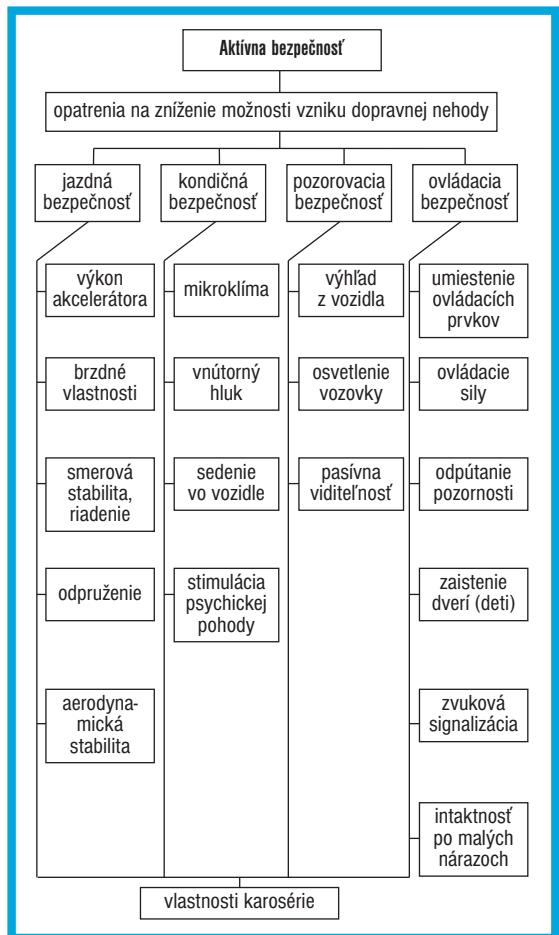 Aktívna bezpečnosť
opatrenia na zníženie možnosti vzniku dopravnej nehody
jazdná
bezpečnosť
kondičná
bezpečnosť
pozorovacia
bezpečnosť
ovládacia
bezpečnosť
výkon
akcelerátora
brzdné
vlastnosti
smerová
stabilita,
riadenie
odpruženie
aerodyna-
mická
stabilita
mikroklíma
vnútorný
hluk
sedenie
vo vozidle
stimulácia
psychickej
pohody
výhľad
z vozidla
osvetlenie
vozovky
pasívna
viditeľnosť
umiestenie
ovládacích
prvkov
ovládacie
sily
odpútanie
pozornosti
zaistenie
dverí (deti)
zvuková
signalizácia
intaktnosť
po malých
nárazoch
vlastnosti karosérie